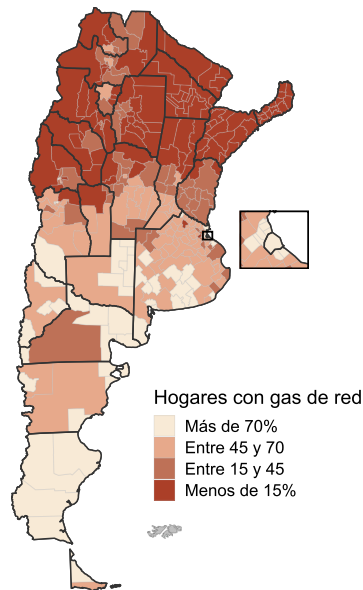 Hogares con gas de red
Más de 70%
Entre 45 y 70
Entre 15 y 45
Menos de 15%